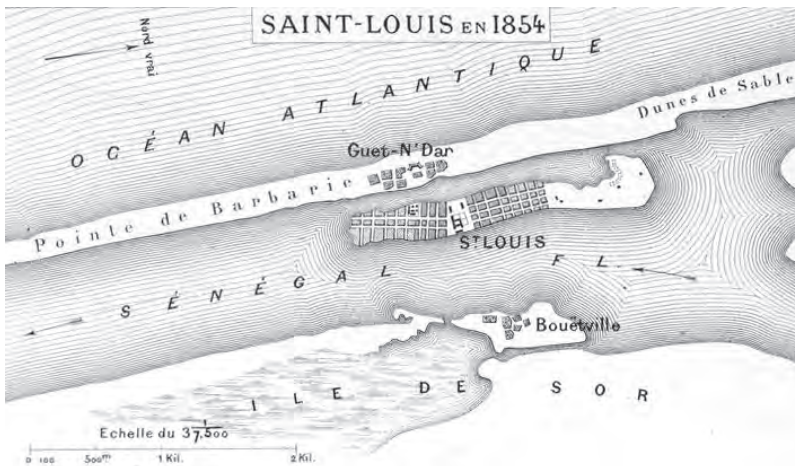 SAINT-LOUIS EN 1854
Nord vrai
OCÉAN ATLANTIQUE
Dunes de Sable
Guet-N'Dar
Pointe de Barbarie
ST LOUIS
SÉNÉGAL FL.
Bouëtville
ILE DE SOR
Echelle du 1/37,500
0 100 500m 1 Kil. 2 Kil.